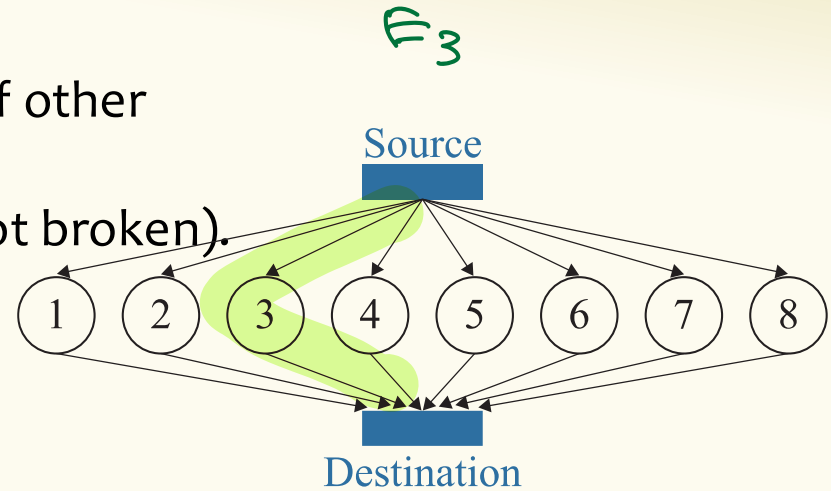 E3
f other
Source
ot broken).
1 2 3 4 5 6 7 8
Destination